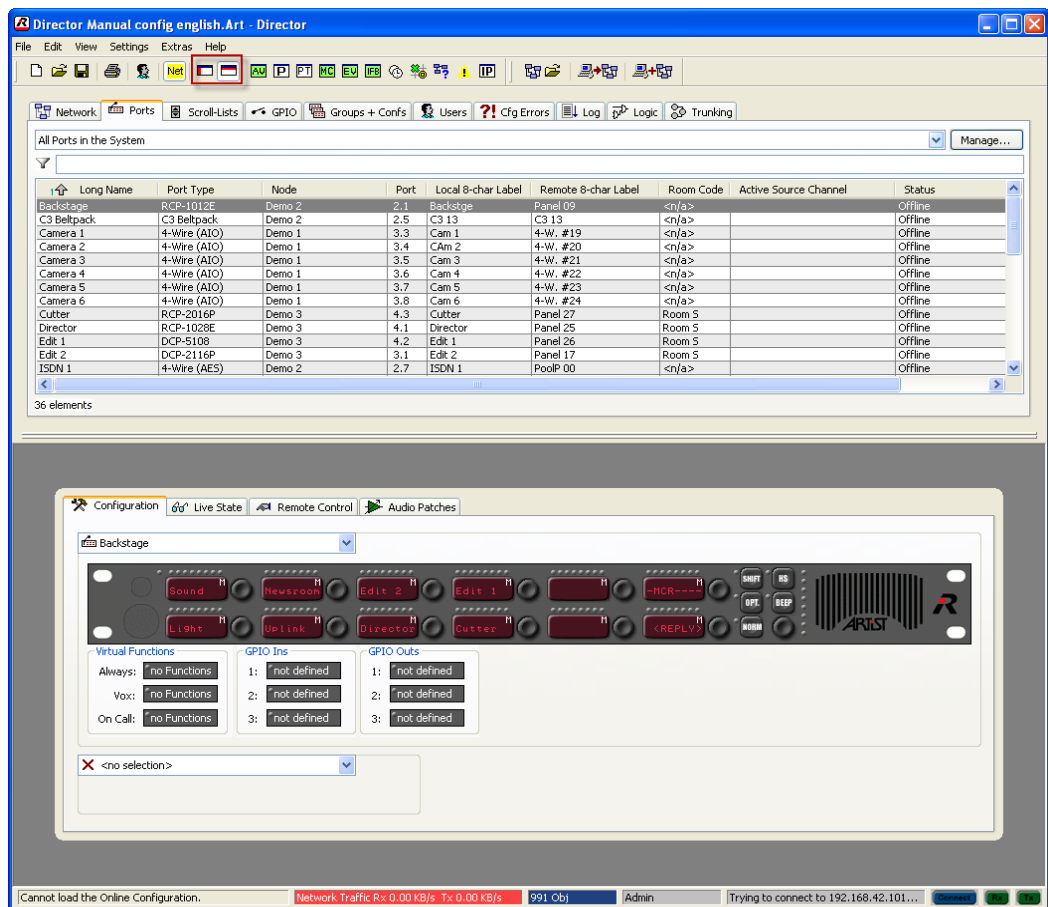 Director Manual config english.Art - Director
File Edit View Settings Extras Help
Net AV P PT MC EV IFB IP
Network Ports Scroll-Lists GPIO Groups + Confs Users ?! Cfg Errors Log Logic Trunking
All Ports in the System Manage...
1 Long Name Port Type Node Port Local 8-char Label Remote 8-char Label Room Code Active Source Channel Status
Backstage RCP-1012E Demo 2 2.1 Backstge Panel 09 <n/a> Offline
C3 Beltpack C3 Beltpack Demo 2 2.5 C3 13 C3 13 <n/a> Offline
Camera 1 4-Wire (AIO) Demo 1 3.3 Cam 1 4-W. #19 <n/a> Offline
Camera 2 4-Wire (AIO) Demo 1 3.4 CAm 2 4-W. #20 <n/a> Offline
Camera 3 4-Wire (AIO) Demo 1 3.5 Cam 3 4-W. #21 <n/a> Offline
Camera 4 4-Wire (AIO) Demo 1 3.6 Cam 4 4-W. #22 <n/a> Offline
Camera 5 4-Wire (AIO) Demo 1 3.7 Cam 5 4-W. #23 <n/a> Offline
Camera 6 4-Wire (AIO) Demo 1 3.8 Cam 6 4-W. #24 <n/a> Offline
Cutter RCP-2016P Demo 3 4.3 Cutter Panel 27 Room S Offline
Director RCP-1028E Demo 3 4.1 Director Panel 25 Room S Offline
Edit 1 DCP-5108 Demo 3 4.2 Edit 1 Panel 26 Room S Offline
Edit 2 DCP-2116P Demo 3 3.1 Edit 2 Panel 17 Room S Offline
ISDN 1 4-Wire (AES) Demo 2 2.7 ISDN 1 PoolP 00 <n/a> Offline
36 elements
Configuration Live State Remote Control Audio Patches
Backstage
Sound M Newsroom M Edit 2 M Edit 1 M M -MCR---- M SHIFT HS
OPT. BEEP
Light M Uplink M Director M Cutter M M <REPLY> M NORM ARTIST
Virtual Functions GPIO Ins GPIO Outs
Always: no Functions 1: not defined 1: not defined
Vox: no Functions 2: not defined 2: not defined
On Call: no Functions 3: not defined 3: not defined
<no selection>
Cannot load the Online Configuration. Network Traffic Rx 0.00 KB/s Tx 0.00 KB/s 991 Obj Admin Trying to connect to 192.168.42.101... Connect Rx Tx